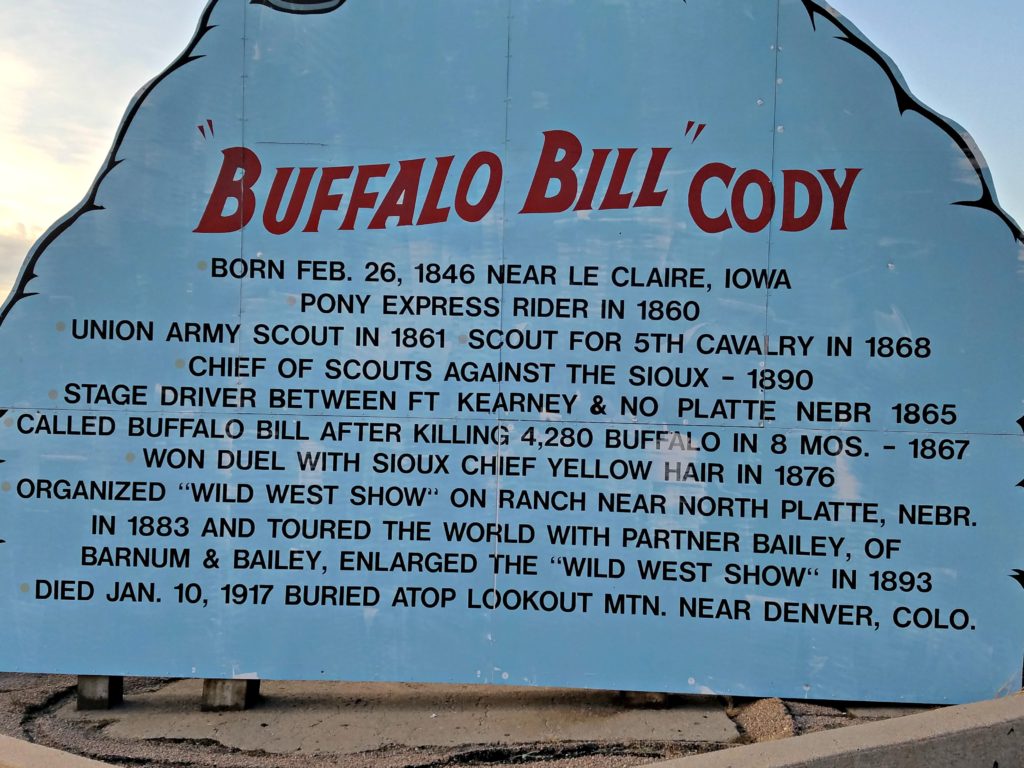 "BUFFALO BILL" CODY
BORN FEB. 26, 1846 NEAR LE CLAIRE, IOWA
PONY EXPRESS RIDER IN 1860
UNION ARMY SCOUT IN 1861 SCOUT FOR 5TH CAVALRY IN 1868
CHIEF OF SCOUTS AGAINST THE SIOUX - 1890
STAGE DRIVER BETWEEN FT KEARNEY & NO PLATTE NEBR 1865
CALLED BUFFALO BILL AFTER KILLING 4,280 BUFFALO IN 8 MOS. - 1867
WON DUEL WITH SIOUX CHIEF YELLOW HAIR IN 1876
ORGANIZED "WILD WEST SHOW" ON RANCH NEAR NORTH PLATTE, NEBR.
IN 1883 AND TOURED THE WORLD WITH PARTNER BAILEY, OF
BARNUM & BAILEY, ENLARGED THE "WILD WEST SHOW" IN 1893
DIED JAN. 10, 1917 BURIED ATOP LOOKOUT MTN. NEAR DENVER, COLO.